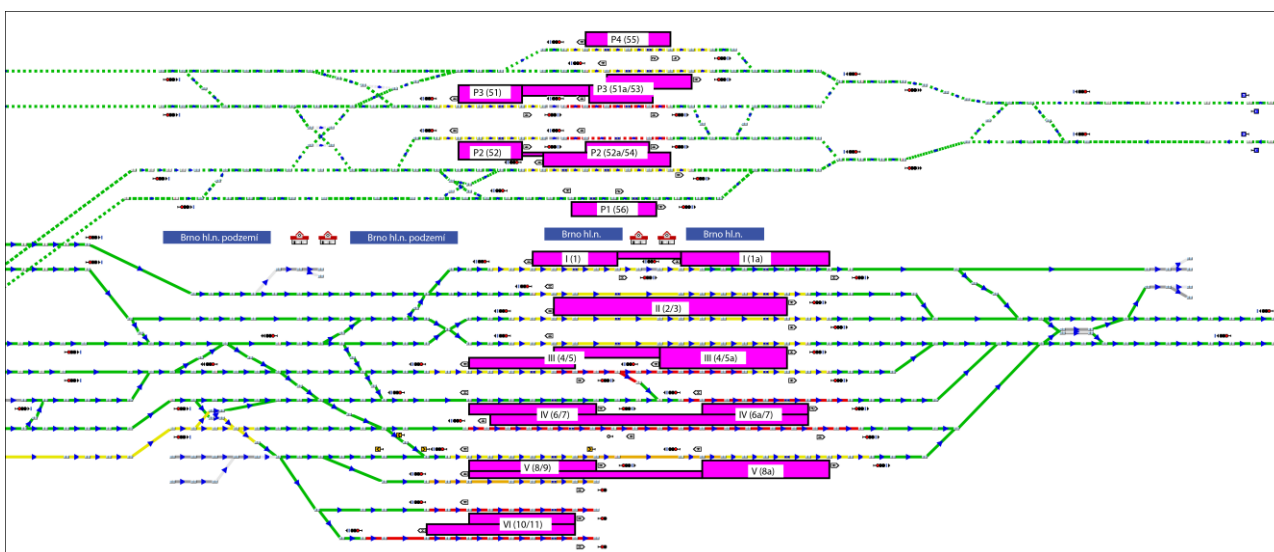 P4 (55)
P3 (51)
P3 (51a/53)
P2 (52)
P2 (52a/54)
P1 (56)
Brno hl.n. podzemí
Brno hl.n. podzemí
Brno hl.n.
Brno hl.n.
I (1)
I (1a)
II (2/3)
III (4/5)
III (4/5a)
IV (6/7)
IV (6a/7)
V (8/9)
V (8a)
VI (10/11)